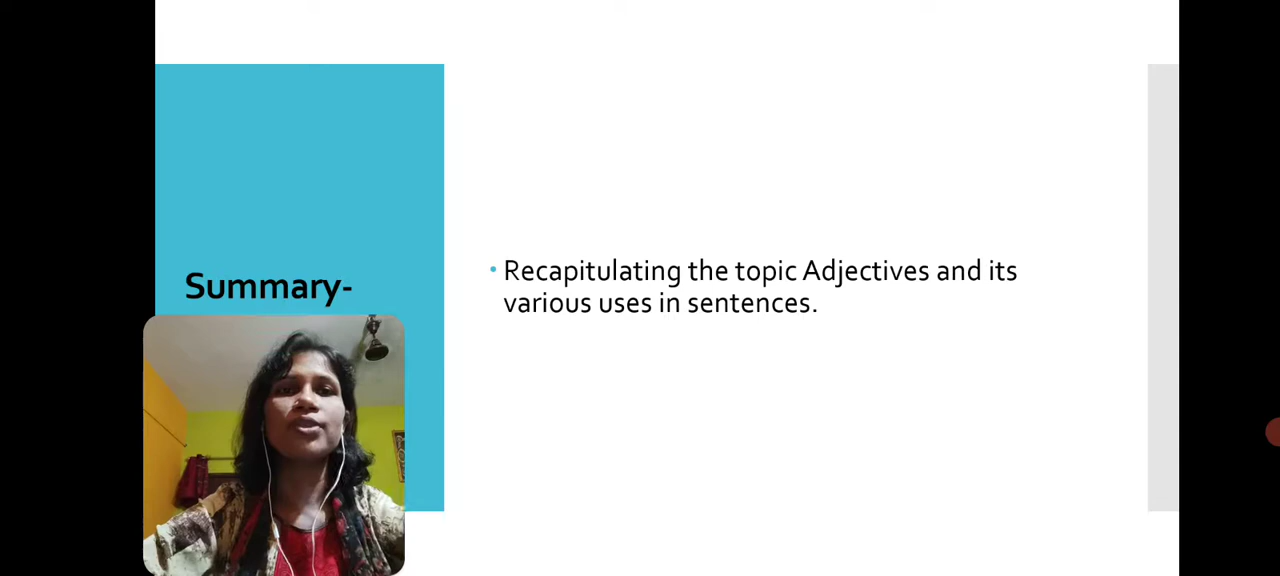 Summary-
• Recapitulating the topic Adjectives and its
various uses in sentences.